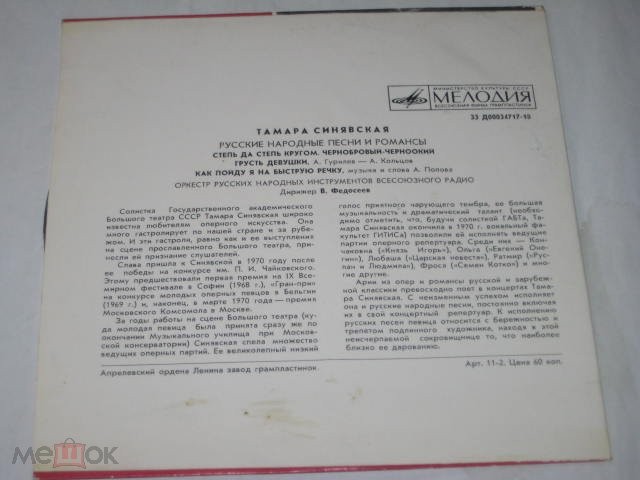 МИНИСТЕРСТВО КУЛЬТУРЫ СССР
МЕЛОДИЯ
ВСЕСОЮЗНАЯ ФИРМА ГРАМПЛАСТИНОК
33 Д00034717-18
ТАМАРА СИНЯВСКАЯ
РУССКИЕ НАРОДНЫЕ ПЕСНИ И РОМАНСЫ
СТЕПЬ ДА СТЕПЬ КРУГОМ. ЧЕРНОБРОВЫЙ-ЧЕРНООКИЙ
ГРУСТЬ ДЕВУШКИ, А. Гурилев — А. Кольцов
КАК ПОЙДУ Я НА БЫСТРУЮ РЕЧКУ, музыка и слова А. Попова
ОРКЕСТР РУССКИХ НАРОДНЫХ ИНСТРУМЕНТОВ ВСЕСОЮЗНОГО РАДИО
Дирижер В. Федосеев
Солистка Государственного академического
Большого театра СССР Тамара Синявская широко
известна любителям оперного искусства. Она
много гастролирует по нашей стране и за рубе-
жом. И эти гастроли, равно как и ее выступления
на сцене прославленного Большого театра, при-
несли ей признание слушателей.
Слава пришла к Синявской в 1970 году после
ее победы на конкурсе им. П. И. Чайковского.
Этому предшествовали первая премия на IX Все-
мирном фестивале в Софии (1968 г.), «Гран-при»
на конкурсе молодых оперных певцов в Бельгии
(1969 г.) и, наконец, в марте 1970 года — премия
Московского Комсомола в Москве.
За годы работы на сцене Большого театра (ку-
да молодая певица была принята сразу же по
окончании Музыкального училища при Москов-
ской консерватории) Синявская спела множество
ведущих оперных партий. Ее великолепный низкий
голос приятного чарующего тембра, ее большая
музыкальность и драматический талант (необхо-
димо отметить, что, будучи солисткой ГАБТа, Та-
мара Синявская окончила в 1970 г. вокальный фа-
культет ГИТИСа) позволили ей исполнять ведущие
партии оперного репертуара. Среди них — Кон-
чаковна («Князь Игорь»), Ольга («Евгений Оне-
гин»), Любаша («Царская невеста»), Ратмир («Рус-
лан и Людмила»), Фрося («Семен Котко») и мно-
гие другие.
Арии из опер и романсы русской и зарубеж-
ной классики превосходно поет в концертах Тама-
ра Синявская. С неизменным успехом исполняет
она и русские народные песни, постоянно включая
их в свой концертный репертуар. К исполнению
русских песен певица относится с бережностью и
трепетом подлинного художника, находя в этой
неисчерпаемой сокровищнице то, что наиболее
близко ее дарованию.
Апрелевский ордена Ленина завод грампластинок.
Арт. 11-2. Цена 60 коп.
МЕШОК